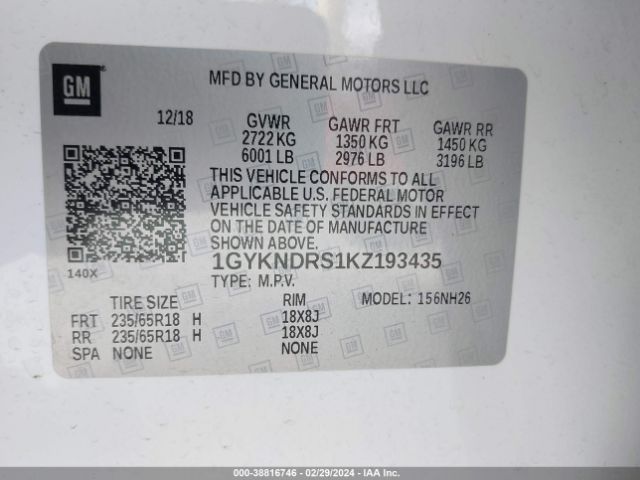 GM
MFD BY GENERAL MOTORS LLC
12/18 GVWR GAWR FRT GAWR RR
2722 KG 1350 KG 1450 KG
6001 LB 2976 LB 3196 LB
THIS VEHICLE CONFORMS TO ALL
APPLICABLE U.S. FEDERAL MOTOR
VEHICLE SAFETY STANDARDS IN EFFECT
ON THE DATE OF MANUFACTURE
SHOWN ABOVE.
1GYKNDRS1KZ193435
140X
TYPE: M.P.V.
TIRE SIZE RIM MODEL: 156NH26
FRT 235/65R18 H 18X8J
RR 235/65R18 H 18X8J
SPA NONE NONE
000-38816746 - 02/29/2024 - IAA Inc.